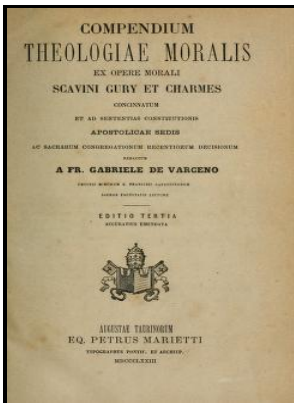 COMPENDIUM
THEOLOGIAE MORALIS
EX OPERE MORALI
SCAVINI GURY ET CHARMES
CONCINNATUM
ET AD SENTENTIAS CONSTITUTIONIS
APOSTOLICAE SEDIS
AC SACRARUM CONGREGATIONUM RECENTIORUM DECISIONUM
REDACTUM
A FR. GABRIELE DE VARCENO
EDITIO TERTIA
ACCURATIUS EMENDATA
AUGUSTAE TAURINORUM
EQ. PETRUS MARIETTI
TYPOGRAPHUS PONTIF. ET ARCHIEP.
MDCCCLXXIII